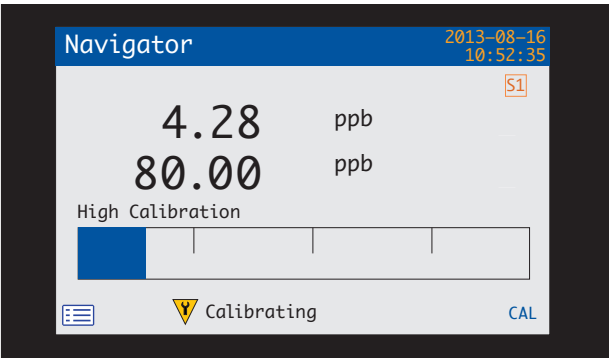 Navigator
2013–08–16
10:52:35
S1
4.28 ppb
80.00 ppb
High Calibration
Calibrating
CAL